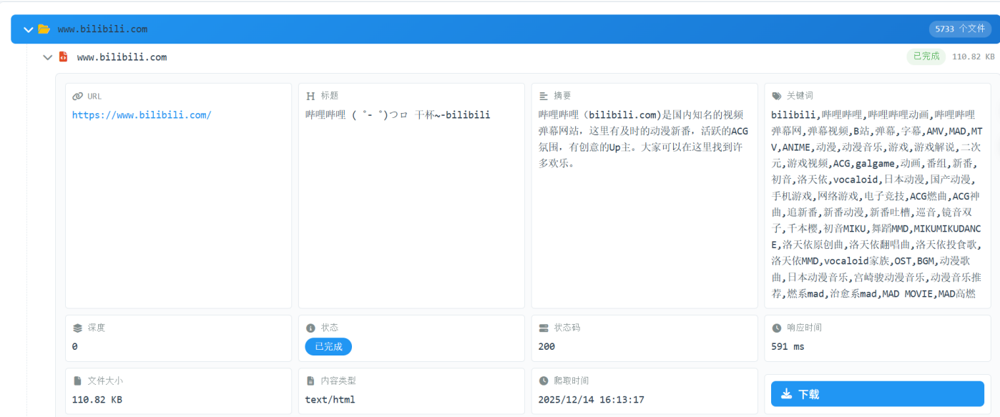 www.bilibili.com
5733 个文件
www.bilibili.com
已完成
110.82 KB
URL
https://www.bilibili.com/
标题
哔哩哔哩 ( ゜- ゜)つロ 干杯~-bilibili
摘要
哔哩哔哩（bilibili.com)是国内知名的视频
弹幕网站，这里有及时的动漫新番，活跃的ACG
氛围，有创意的Up主。大家可以在这里找到许
多欢乐。
关键词
bilibili,哔哩哔哩,哔哩哔哩动画,哔哩哔哩
弹幕网,弹幕视频,B站,弹幕,字幕,AMV,MAD,MT
V,ANIME,动漫,动漫音乐,游戏,游戏解说,二次
元,游戏视频,ACG,galgame,动画,番组,新番,
初音,洛天依,vocaloid,日本动漫,国产动漫,
手机游戏,网络游戏,电子竞技,ACG燃曲,ACG神
曲,追新番,新番动漫,新番吐槽,巡音,镜音双
子,千本樱,初音MIKU,舞蹈MMD,MIKUMIKUDANC
E,洛天依原创曲,洛天依翻唱曲,洛天依投食歌,
洛天依MMD,vocaloid家族,OST,BGM,动漫歌
曲,日本动漫音乐,宫崎骏动漫音乐,动漫音乐推
荐,燃系mad,治愈系mad,MAD MOVIE,MAD高燃
深度
0
状态
已完成
状态码
200
响应时间
591 ms
文件大小
110.82 KB
内容类型
text/html
爬取时间
2025/12/14 16:13:17
下载